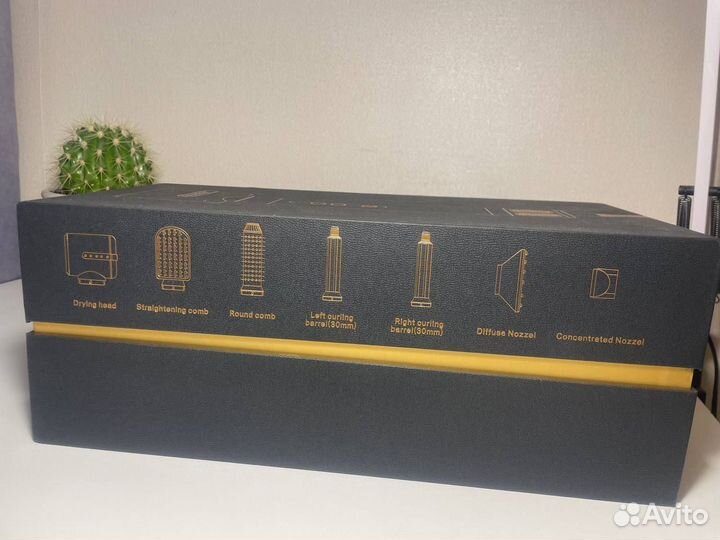 Drying head
Straightening comb
Round comb
Left curling
barrel(30mm)
Right curling
barrel(30mm)
Diffuse Nozzel
Concentreted Nozzel
Avito